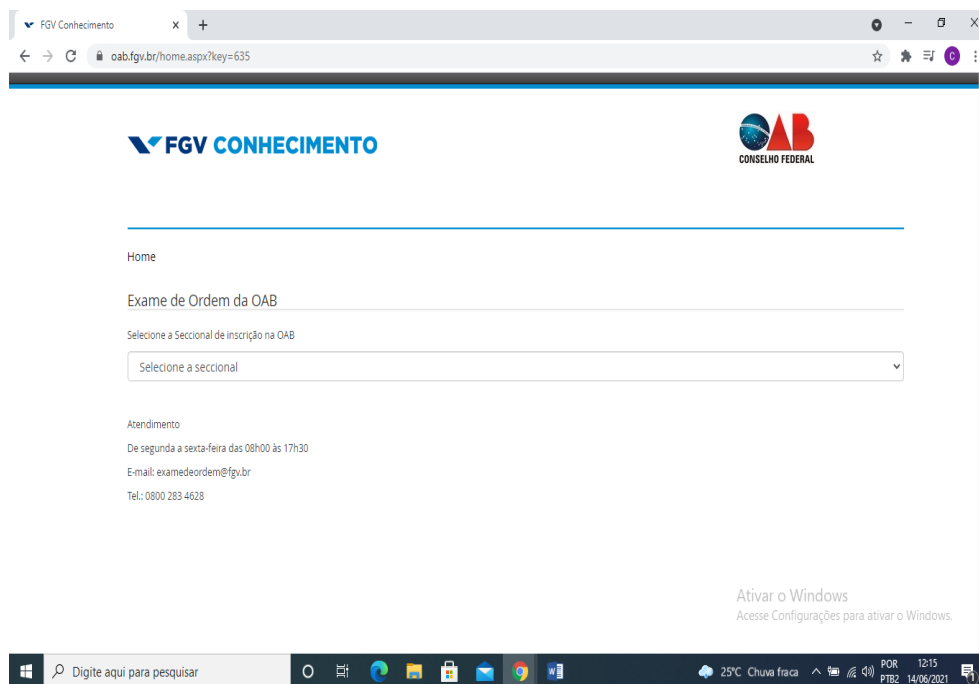 FGV Conhecimento
oab.fgv.br/home.aspx?key=635
C
FGV CONHECIMENTO
OAB
CONSELHO FEDERAL
Home
Exame de Ordem da OAB
Selecione a Seccional de inscrição na OAB
Selecione a seccional
Atendimento
De segunda a sexta-feira das 08h00 às 17h30
E-mail: examedeordem@fgv.br
Tel.: 0800 283 4628
Ativar o Windows
Acesse Configurações para ativar o Windows.
Digite aqui para pesquisar
25°C Chuva fraca
POR 12:15
PTB2 14/06/2021